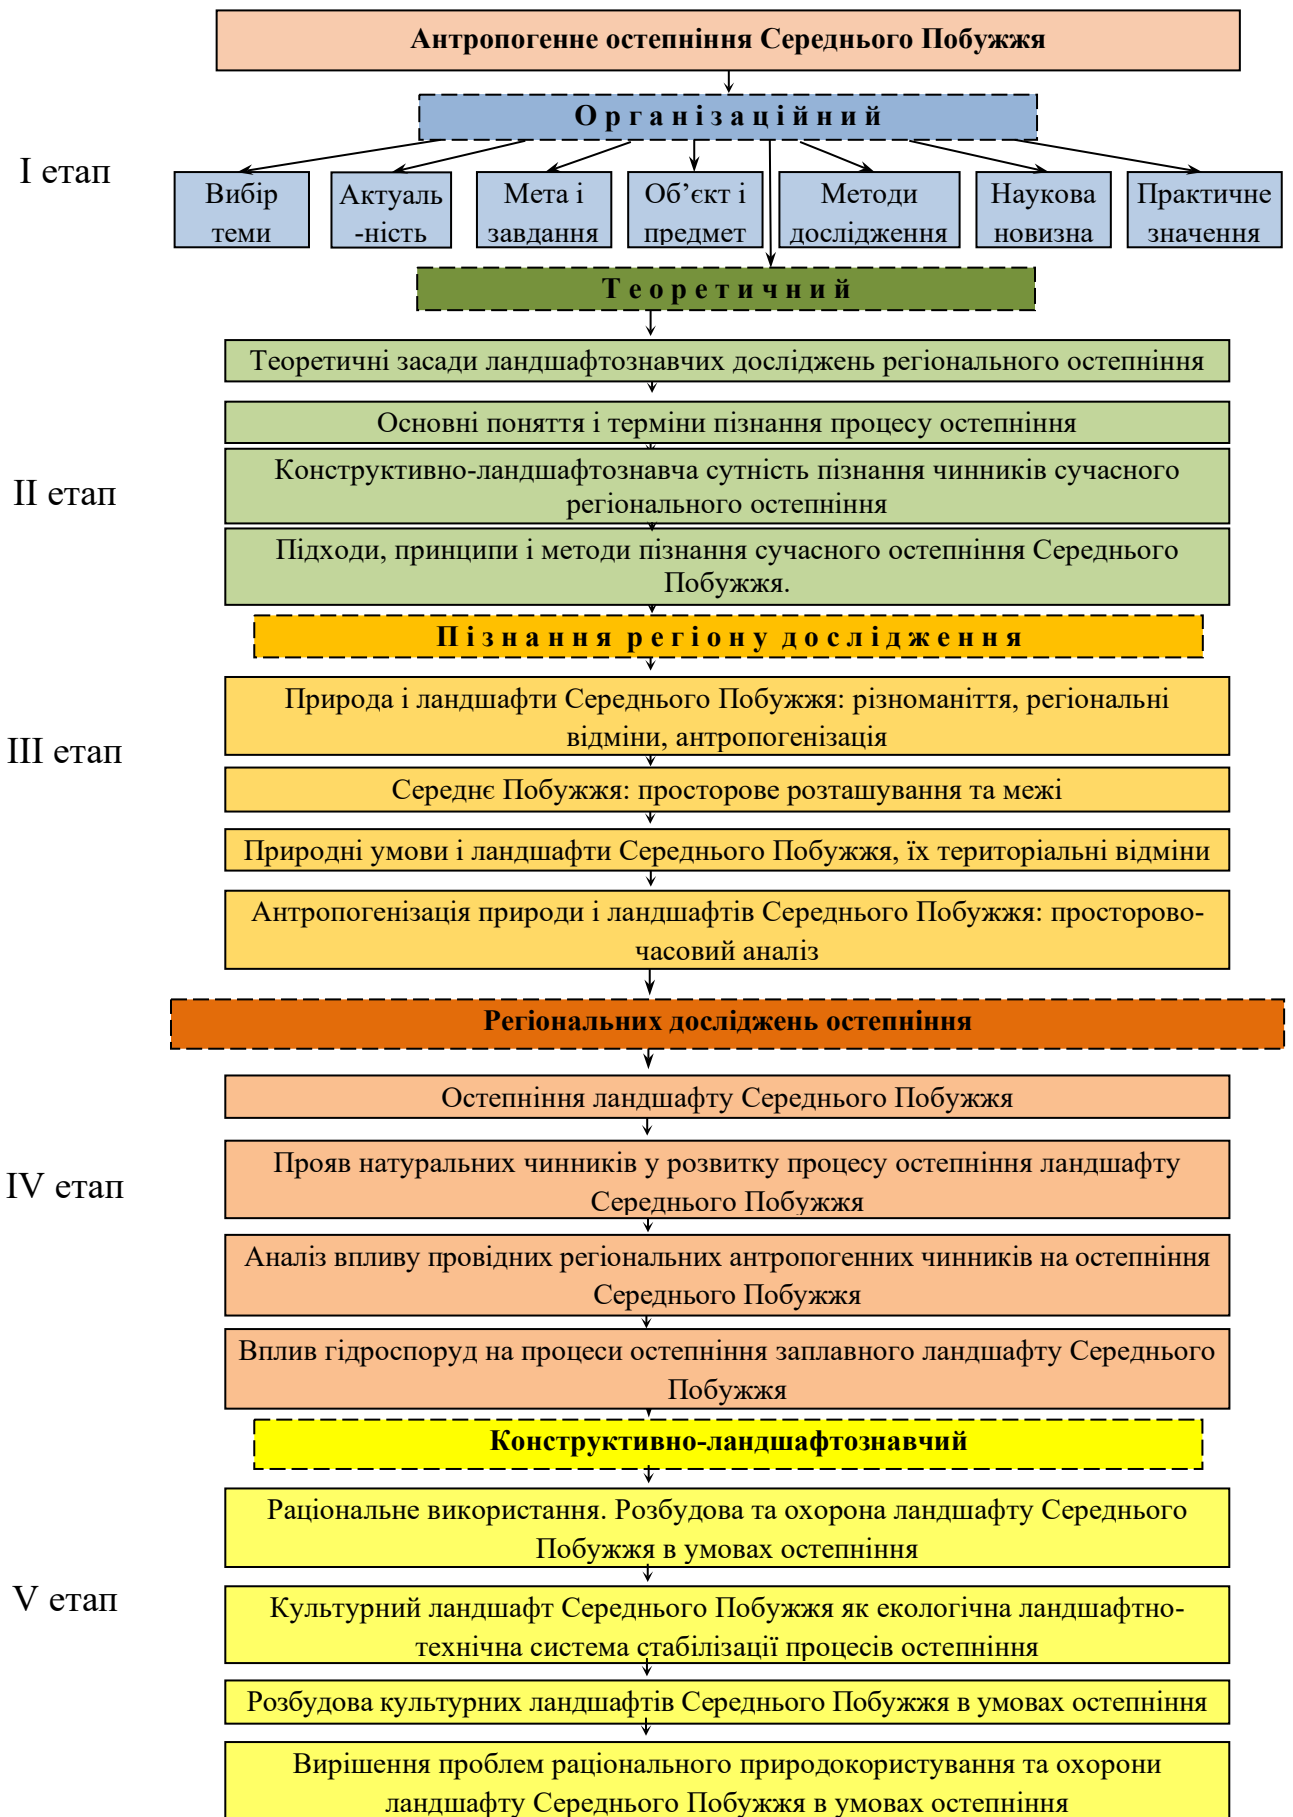 Антропогенне остепніння Середнього Побужжя
О р г а н і з а ц і й н и й
І етап
Вибір
теми
Актуаль
-ність
Мета і
завдання
Об’єкт і
предмет
Методи
дослідження
Наукова
новизна
Практичне
значення
Т е о р е т и ч н и й
ІІ етап
Теоретичні засади ландшафтознавчих досліджень регіонального остепніння
Основні поняття і терміни пізнання процесу остепніння
Конструктивно-ландшафтознавча сутність пізнання чинників сучасного
регіонального остепніння
Підходи, принципи і методи пізнання сучасного остепніння Середнього
Побужжя.
П і з н а н н я  р е г і о н у  д о с л і д ж е н н я
ІІІ етап
Природа і ландшафти Середнього Побужжя: різноманіття, регіональні
відміни, антропогенізація
Середнє Побужжя: просторове розташування та межі
Природні умови і ландшафти Середнього Побужжя, їх територіальні відміни
Антропогенізація природи і ландшафтів Середнього Побужжя: просторово-
часовий аналіз
Регіональних досліджень остепніння
IV етап
Остепніння ландшафту Середнього Побужжя
Прояв натуральних чинників у розвитку процесу остепніння ландшафту
Середнього Побужжя
Аналіз впливу провідних регіональних антропогенних чинників на остепніння
Середнього Побужжя
Вплив гідроспоруд на процеси остепніння заплавного ландшафту Середнього
Побужжя
Конструктивно-ландшафтознавчий
V етап
Раціональне використання. Розбудова та охорона ландшафту Середнього
Побужжя в умовах остепніння
Культурний ландшафт Середнього Побужжя як екологічна ландшафтно-
технічна система стабілізації процесів остепніння
Розбудова культурних ландшафтів Середнього Побужжя в умовах остепніння
Вирішення проблем раціонального природокористування та охорони
ландшафту Середнього Побужжя в умовах остепніння